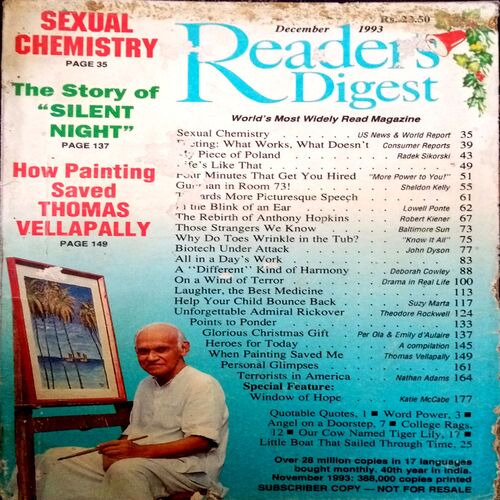 SEXUAL
CHEMISTRY
PAGE 35
The Story of
"SILENT
NIGHT"
PAGE 137
How Painting
Saved
THOMAS
VELLAPALLY
PAGE 149
December 1993
Rs. 23.50
Readers
Digest
World's Most Widely Read Magazine
Sexual Chemistry . . . US News & World Report 35
Dieting: What Works, What Doesn't Consumer Reports 39
My Piece of Poland . . . Radek Sikorski 43
Life's Like That . . . 49
Four Minutes That Get You Hired "More Power to You!" 51
Gunman in Room 73! . . . Sheldon Kelly 55
Towards More Picturesque Speech 61
In the Blink of an Ear . . . Lowell Ponte 62
The Rebirth of Anthony Hopkins . Robert Kiener 67
Those Strangers We Know . . . Baltimore Sun 73
Why Do Toes Wrinkle in the Tub? . "Know It All" 75
Biotech Under Attack . . . John Dyson 77
All in a Day's Work . . . 83
A "Different" Kind of Harmony . Deborah Cowley 88
On a Wind of Terror . . . Drama in Real Life 100
Laughter, the Best Medicine . . . 113
Help Your Child Bounce Back . . . Suzy Marta 117
Unforgettable Admiral Rickover . Theodore Rockwell 124
Points to Ponder . . . 133
Glorious Christmas Gift . Per Ola & Emily d'Aulaire 137
Heroes for Today . . . A compilation 145
When Painting Saved Me . Thomas Vellapally 149
Personal Glimpses . . . 161
Terrorists in America . . . Nathan Adams 164
Special Feature:
Window of Hope . . . Katie McCabe 177
Quotable Quotes, 1 ■ Word Power, 3 ■
Angel on a Doorstep, 7 ■ College Rags,
12 ■ Our Cow Named Tiger Lily, 17 ■
Little Boat That Sailed Through Time, 25
Over 28 million copies in 17 languages
bought monthly. 40th year in India.
November 1993: 388,000 copies printed
SUBSCRIBER COPY — NOT FOR RESALE